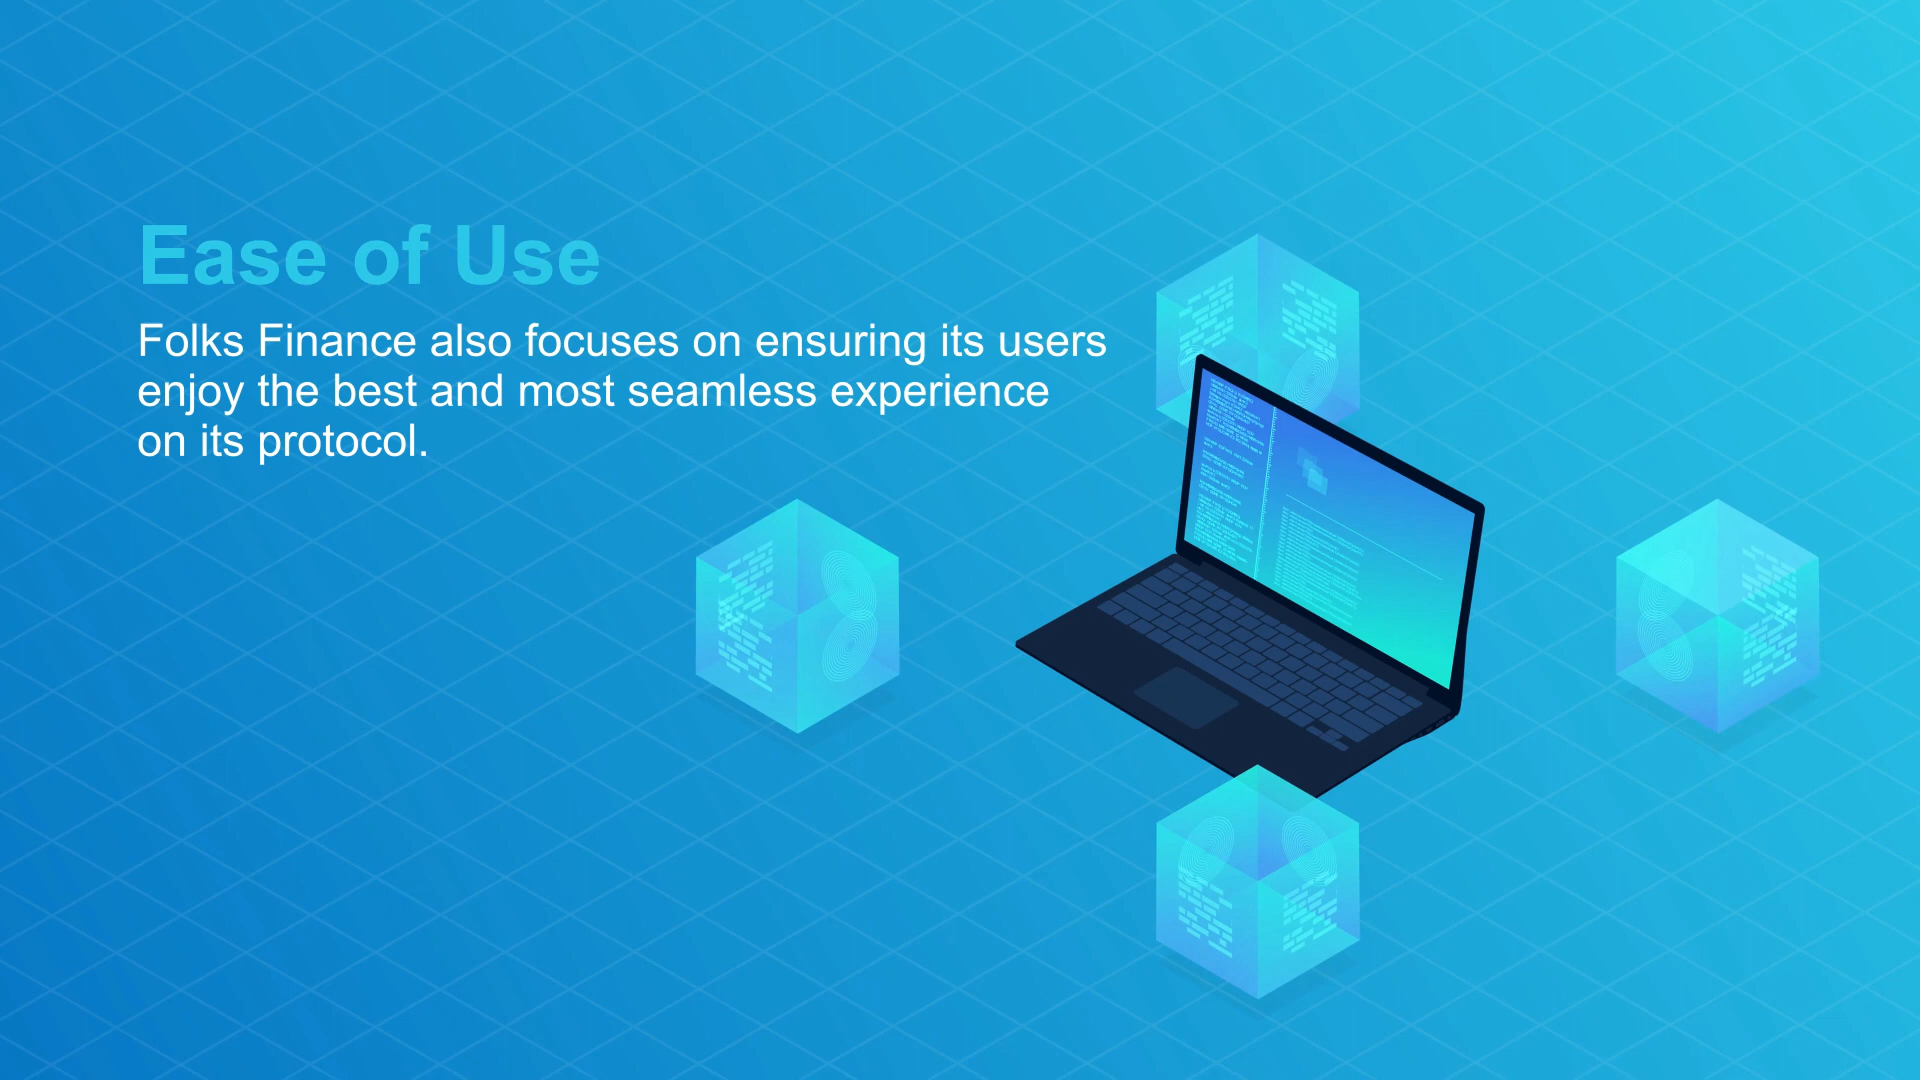 Ease of Use
Folks Finance also focuses on ensuring its users
enjoy the best and most seamless experience
on its protocol.